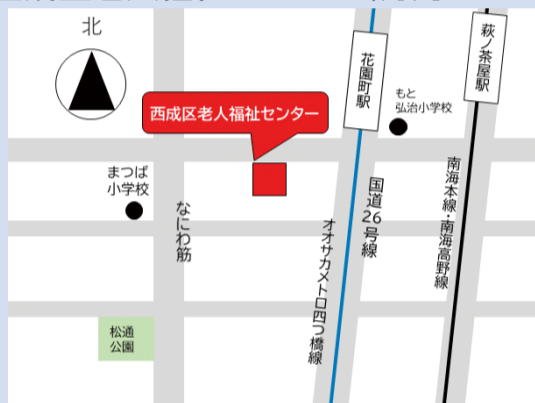 北
花園町駅
萩ノ茶屋駅
もと
弘治小学校
西成区老人福祉センター
まつば
小学校
なにわ筋
国道26号線
南海本線・南海高野線
オオサカメトロ四つ橋線
松通
公園